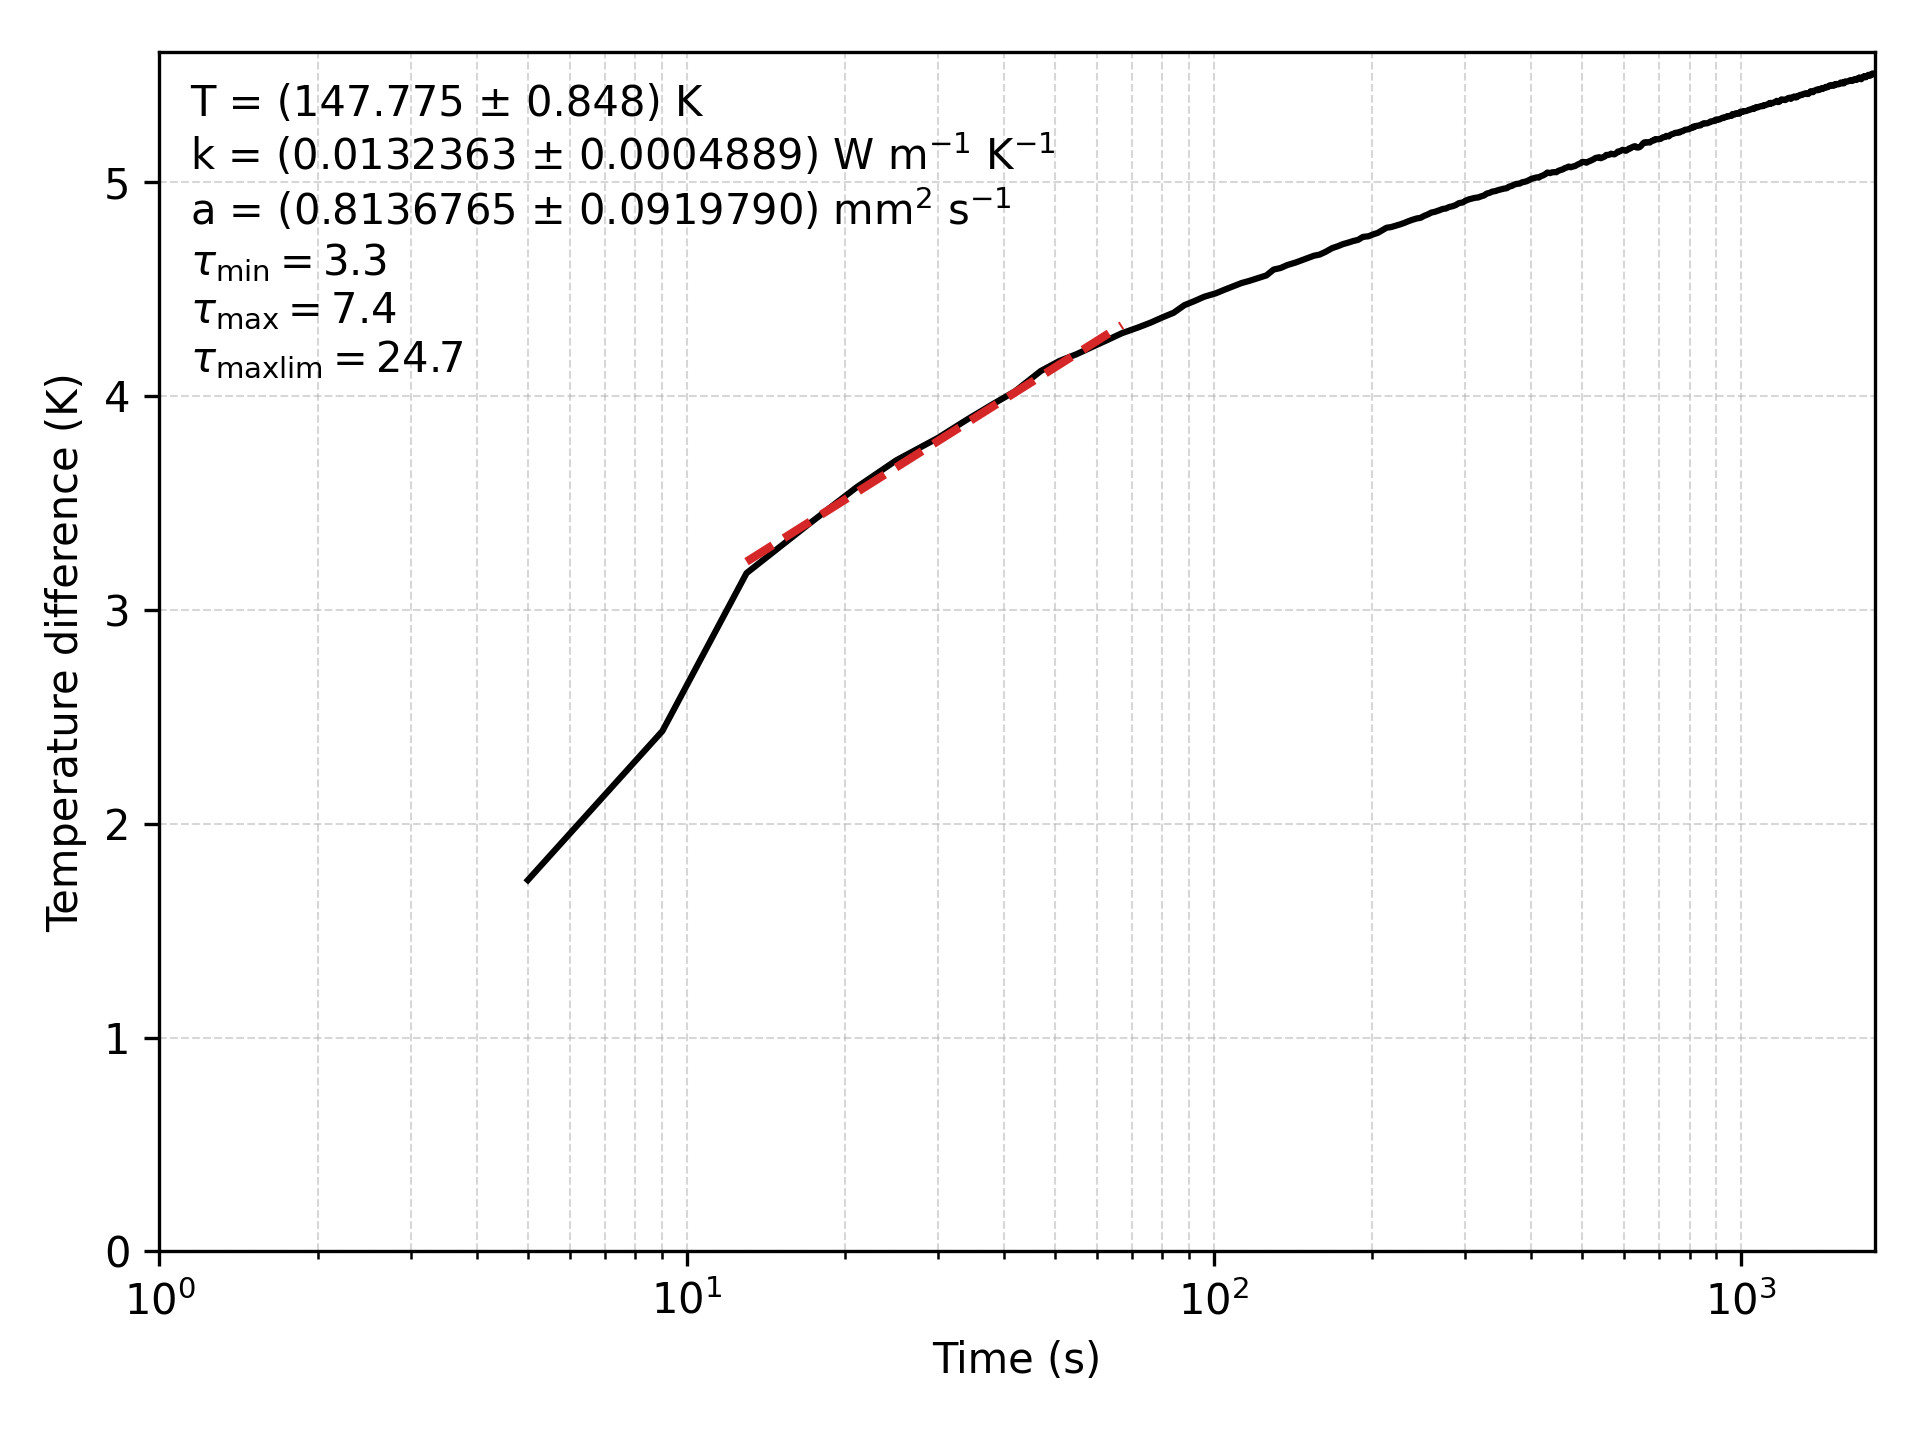 T = (147.775 ± 0.848) K
k = (0.0132363 ± 0.0004889) W m⁻¹ K⁻¹
a = (0.8136765 ± 0.0919790) mm² s⁻¹
τmin = 3.3
τmax = 7.4
τmaxlim = 24.7
5
4
3
2
1
0
Temperature difference (K)
10⁰ 10¹ 10² 10³
Time (s)